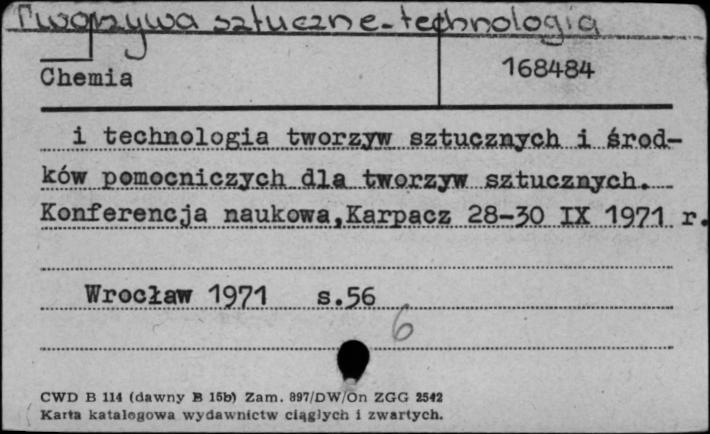 Tworzywa sztuczne-technologia
Chemia
168484
i technologia tworzyw sztucznych i środ-
ków pomocniczych dla tworzyw sztucznych.
Konferencja naukowa,Karpacz 28-30 IX 1971 r.
Wrocław 1971 s.56
6
CWD B 114 (dawny B 15b) Zam. 897/DW/On ZGG 2542
Karta katalogowa wydawnictw ciągłych i zwartych.